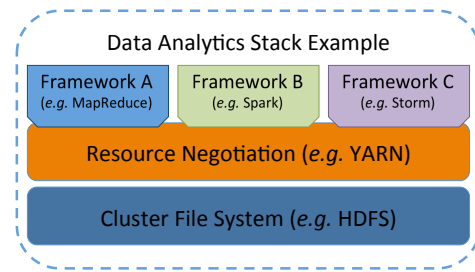 Data Analytics Stack Example
Framework A
(e.g. MapReduce)
Framework B
(e.g. Spark)
Framework C
(e.g. Storm)
Resource Negotiation (e.g. YARN)
Cluster File System (e.g. HDFS)